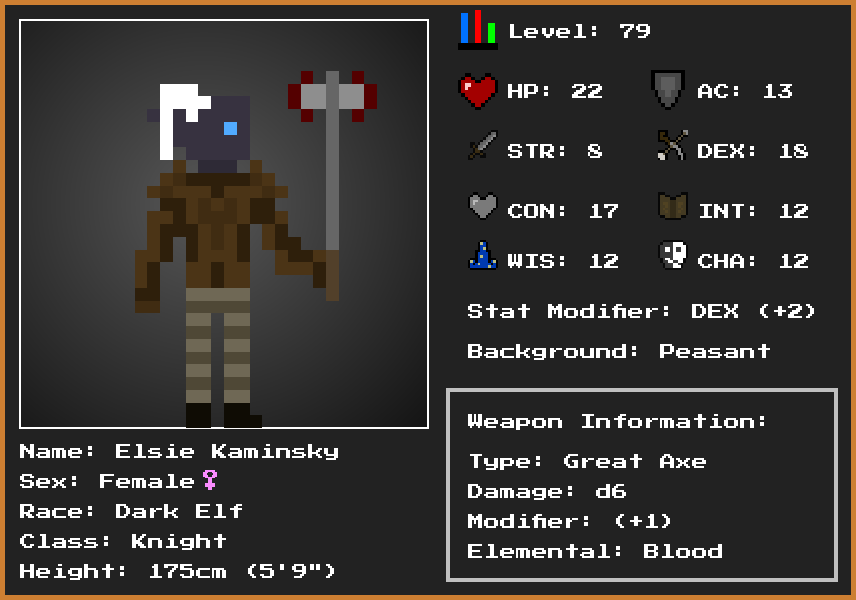 Level: 79
HP: 22
AC: 13
STR: 8
DEX: 18
CON: 17
INT: 12
WIS: 12
CHA: 12
Stat Modifier: DEX (+2)
Background: Peasant
Weapon Information:
Type: Great Axe
Damage: d6
Modifier: (+1)
Elemental: Blood
Name: Elsie Kaminsky
Sex: Female♀
Race: Dark Elf
Class: Knight
Height: 175cm (5'9")